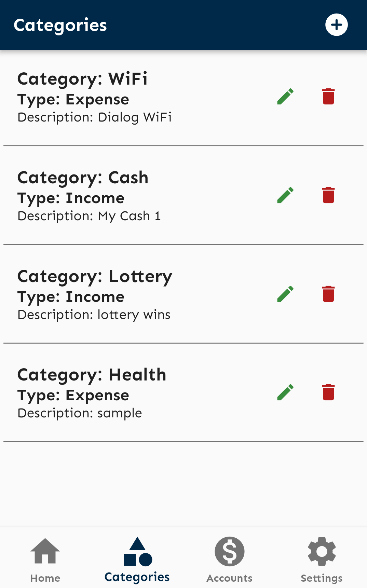 Categories
Category: WiFi
Type: Expense
Description: Dialog WiFi
Category: Cash
Type: Income
Description: My Cash 1
Category: Lottery
Type: Income
Description: lottery wins
Category: Health
Type: Expense
Description: sample
Home
Categories
Accounts
Settings